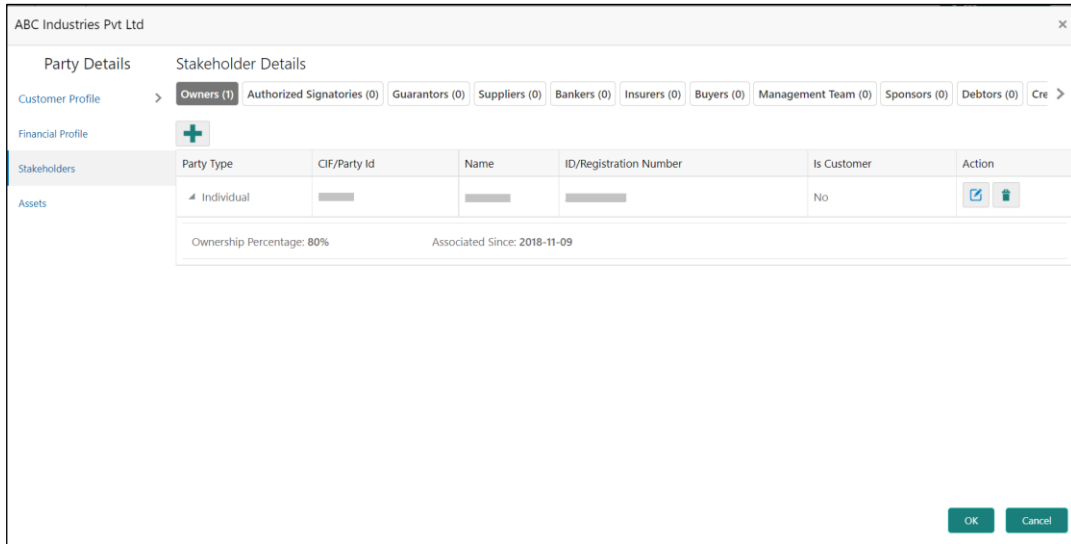 ABC Industries Pvt Ltd
Party Details
Stakeholder Details
Customer Profile
Financial Profile
Stakeholders
Assets
Owners (1) Authorized Signatories (0) Guarantors (0) Suppliers (0) Bankers (0) Insurers (0) Buyers (0) Management Team (0) Sponsors (0) Debtors (0) Cre
Party Type CIF/Party Id Name ID/Registration Number Is Customer Action
Individual No
Ownership Percentage: 80% Associated Since: 2018-11-09
OK Cancel